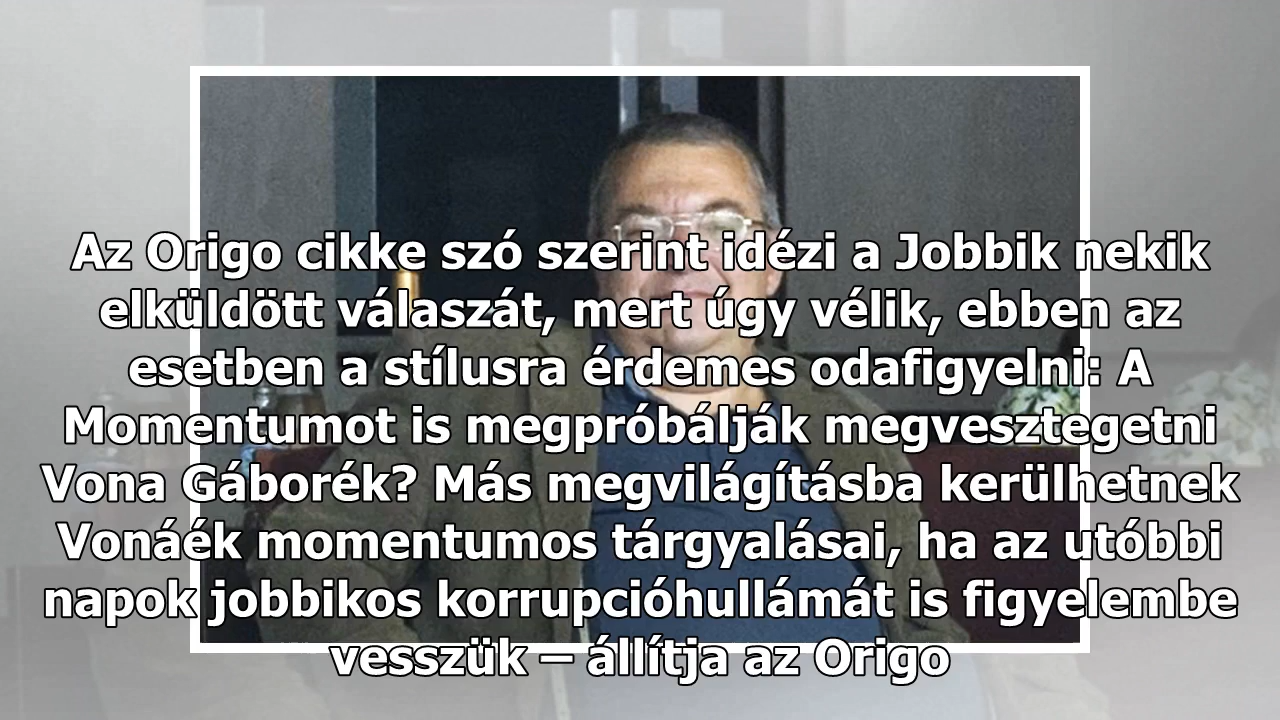 Az Origo cikke szó szerint idézi a Jobbik nekik
elküldött válaszát, mert úgy vélik, ebben az
esetben a stílusra érdemes odafigyelni: A
Momentumot is megpróbálják megvesztegetni
Vona Gáborék? Más megvilágításba kerülhetnek
Vonáék momentumos tárgyalásai, ha az utóbbi
napok jobbikos korrupcióhullámát is figyelembe
vesszük – állítja az Origo